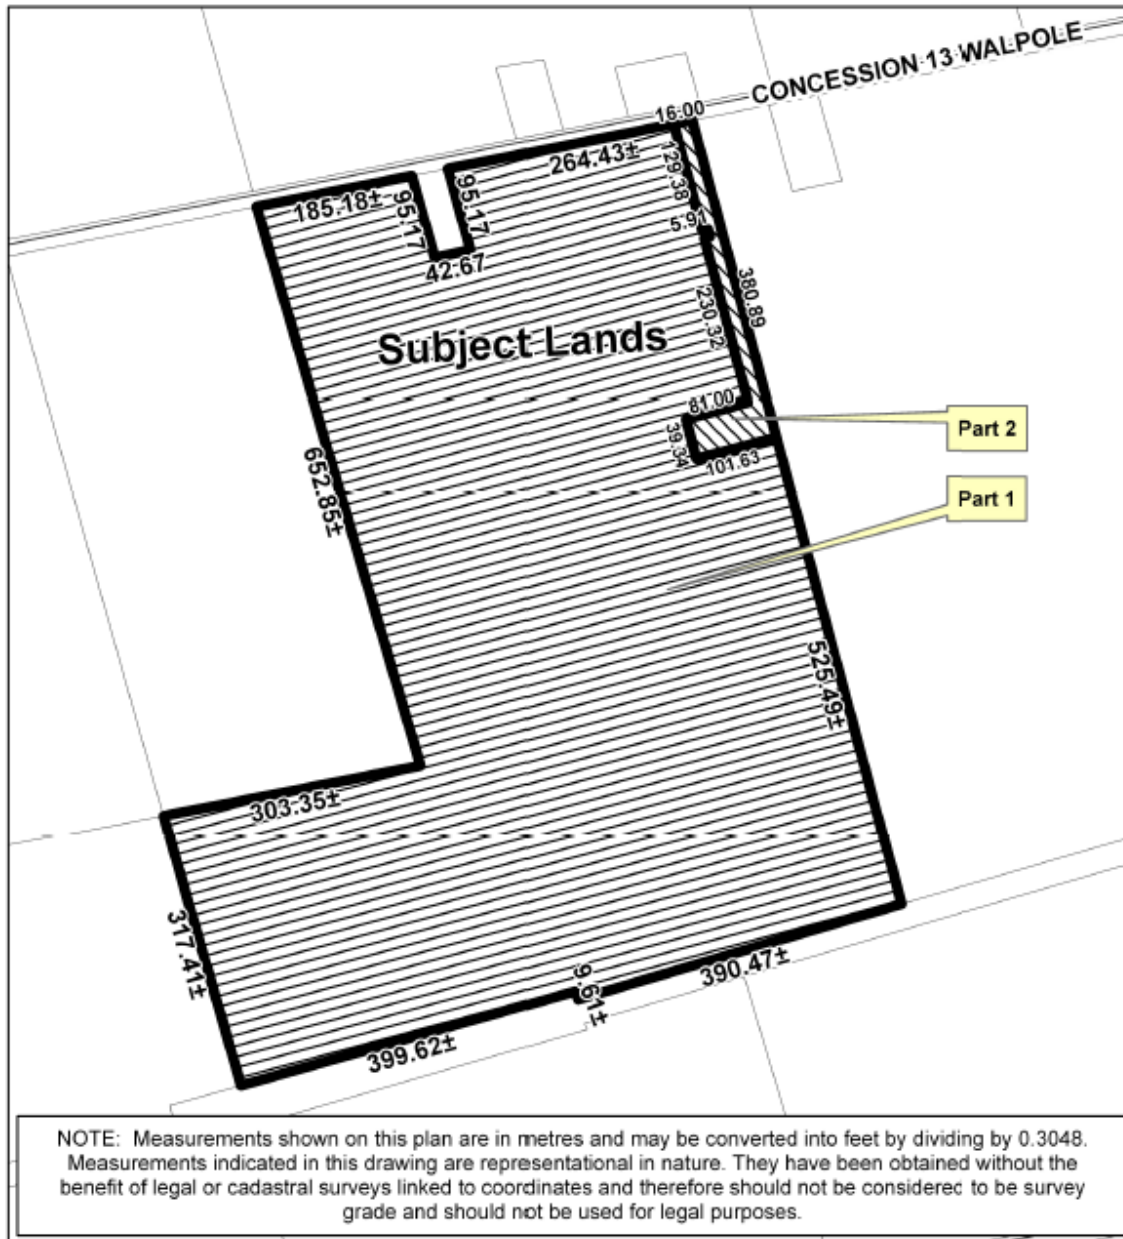 CONCESSION 13 WALPOLE
16.00
264.43±
129.38
185.18±
95.17
95.17
5.91
42.67
380.89
230.32
Subject Lands
81.00
Part 2
39.34
101.63
652.85±
Part 1
525.49±
303.35±
317.41±
9.61±
390.47±
399.62±
NOTE: Measurements shown on this plan are in metres and may be converted into feet by dividing by 0.3048.
Measurements indicated in this drawing are representational in nature. They have been obtained without the
benefit of legal or cadastral surveys linked to coordinates and therefore should not be considered to be survey
grade and should not be used for legal purposes.